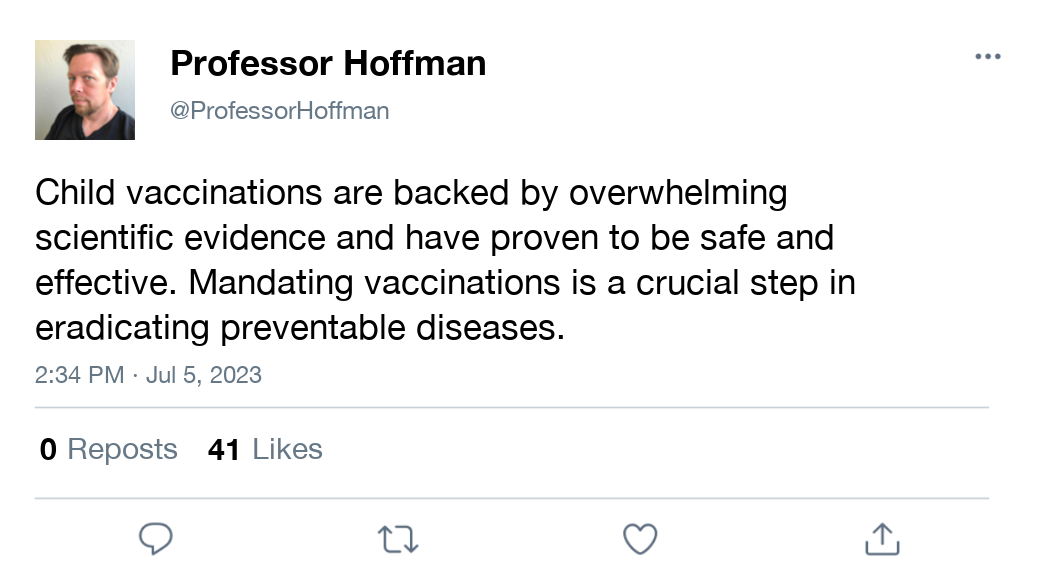 Professor Hoffman
@ProfessorHoffman
Child vaccinations are backed by overwhelming
scientific evidence and have proven to be safe and
effective. Mandating vaccinations is a crucial step in
eradicating preventable diseases.
2:34 PM · Jul 5, 2023
0 Reposts 41 Likes